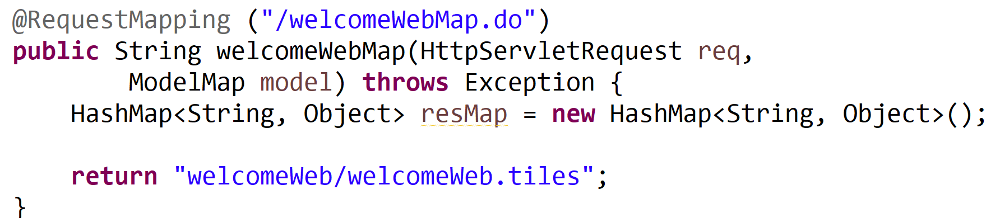 @RequestMapping ("/welcomeWebMap.do")
public String welcomeWebMap(HttpServletRequest req,
ModelMap model) throws Exception {
HashMap<String, Object> resMap = new HashMap<String, Object>();
return "welcomeWeb/welcomeWeb.tiles";
}